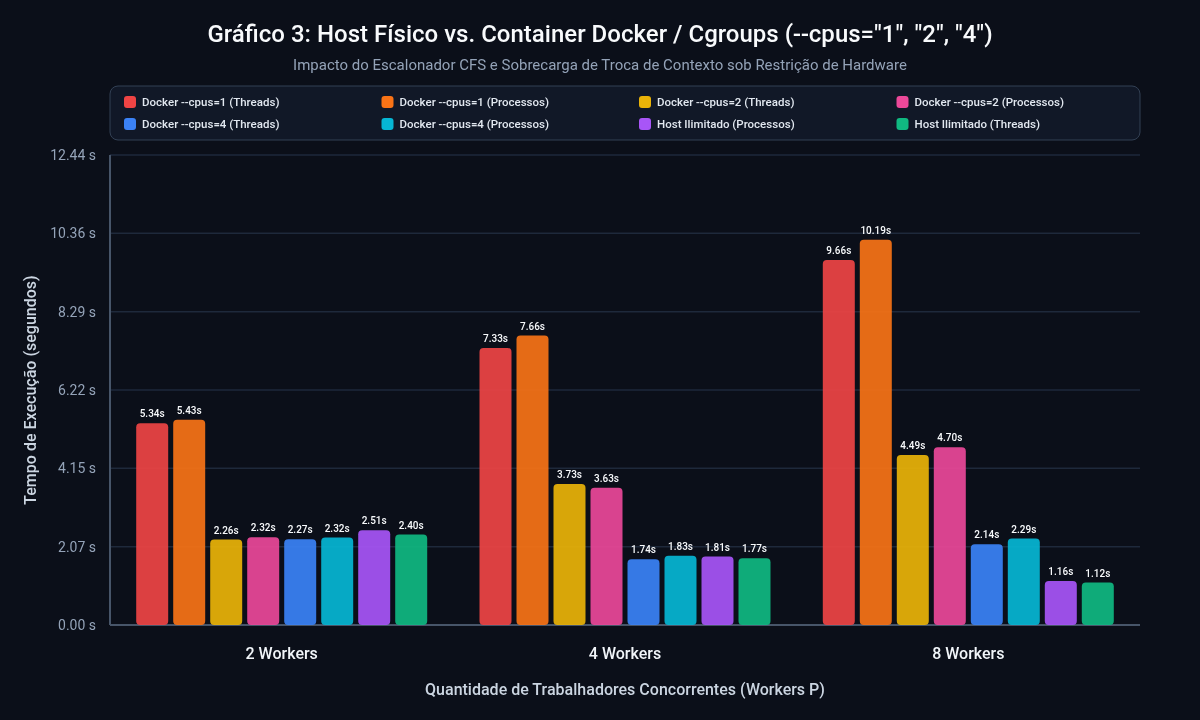 Gráfico 3: Host Físico vs. Container Docker / Cgroups (--cpus="1", "2", "4")
Impacto do Escalonador CFS e Sobrecarga de Troca de Contexto sob Restrição de Hardware
Docker --cpus=1 (Threads) Docker --cpus=1 (Processos) Docker --cpus=2 (Threads) Docker --cpus=2 (Processos)
Docker --cpus=4 (Threads) Docker --cpus=4 (Processos) Host Ilimitado (Processos) Host Ilimitado (Threads)
12.44 s
10.36 s
8.29 s
6.22 s
4.15 s
2.07 s
0.00 s
Tempo de Execução (segundos)
5.34s 5.43s 2.26s 2.32s 2.27s 2.32s 2.51s 2.40s
7.33s 7.66s 3.73s 3.63s 1.74s 1.83s 1.81s 1.77s
9.66s 10.19s 4.49s 4.70s 2.14s 2.29s 1.16s 1.12s
2 Workers 4 Workers 8 Workers
Quantidade de Trabalhadores Concorrentes (Workers P)